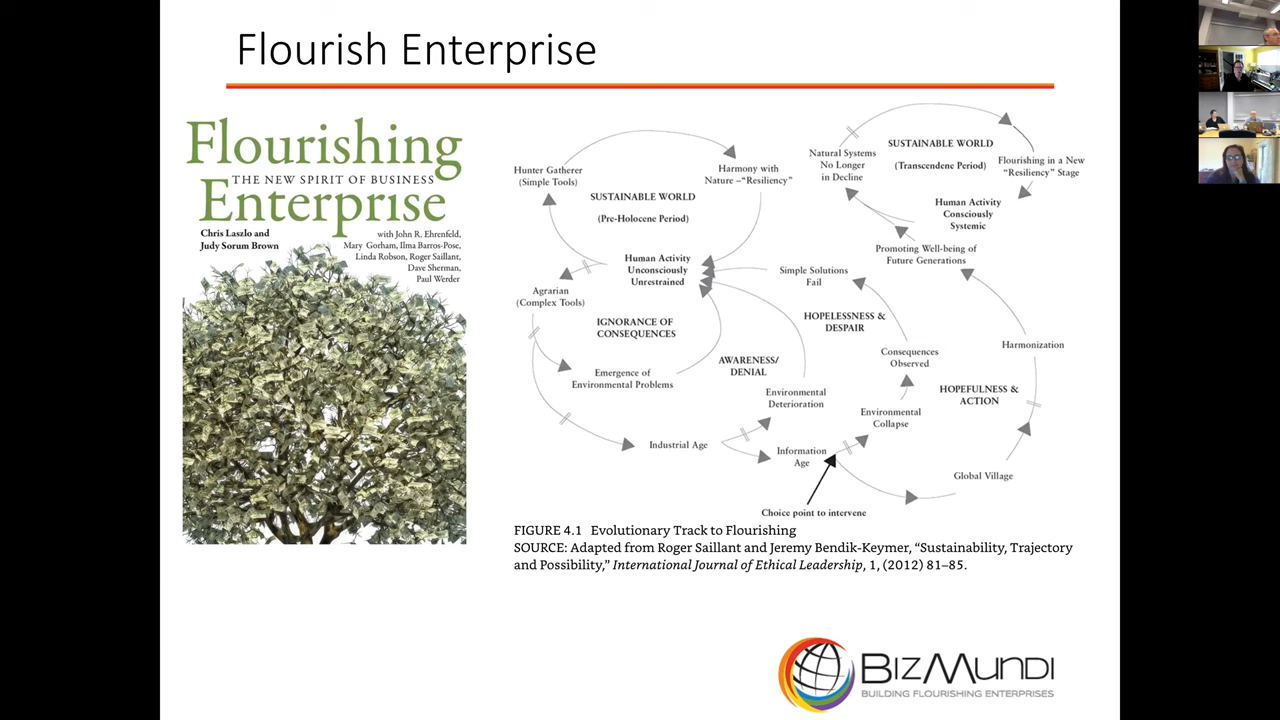 Flourish Enterprise
Flourishing
THE NEW SPIRIT OF BUSINESS
Enterprise
Chris Laszlo and
Judy Sorum Brown
with John R. Ehrenfeld,
Mary Gorham, Ilma Barros-Pose,
Linda Robson, Roger Saillant,
Dave Sherman,
Paul Werder
Hunter Gatherer
(Simple Tools)
Harmony with
Nature –“Resiliency”
SUSTAINABLE WORLD
(Pre-Holocene Period)
Human Activity
Unconsciously
Unrestrained
Agrarian
(Complex Tools)
IGNORANCE OF
CONSEQUENCES
Emergence of
Environmental Problems
AWARENESS/
DENIAL
Environmental
Deterioration
Industrial Age
Information
Age
Choice point to intervene
Natural Systems
No Longer
in Decline
SUSTAINABLE WORLD
(Transcendene Period)
Flourishing in a New
“Resiliency” Stage
Human Activity
Consciously
Systemic
Promoting Well-being of
Future Generations
Simple Solutions
Fail
HOPELESSNESS &
DESPAIR
Consequences
Observed
Environmental
Collapse
Harmonization
HOPEFULNESS &
ACTION
Global Village
FIGURE 4.1 Evolutionary Track to Flourishing
SOURCE: Adapted from Roger Saillant and Jeremy Bendik-Keymer, “Sustainability, Trajectory
and Possibility,” International Journal of Ethical Leadership, 1, (2012) 81–85.
BIZMUNDI
BUILDING FLOURISHING ENTERPRISES